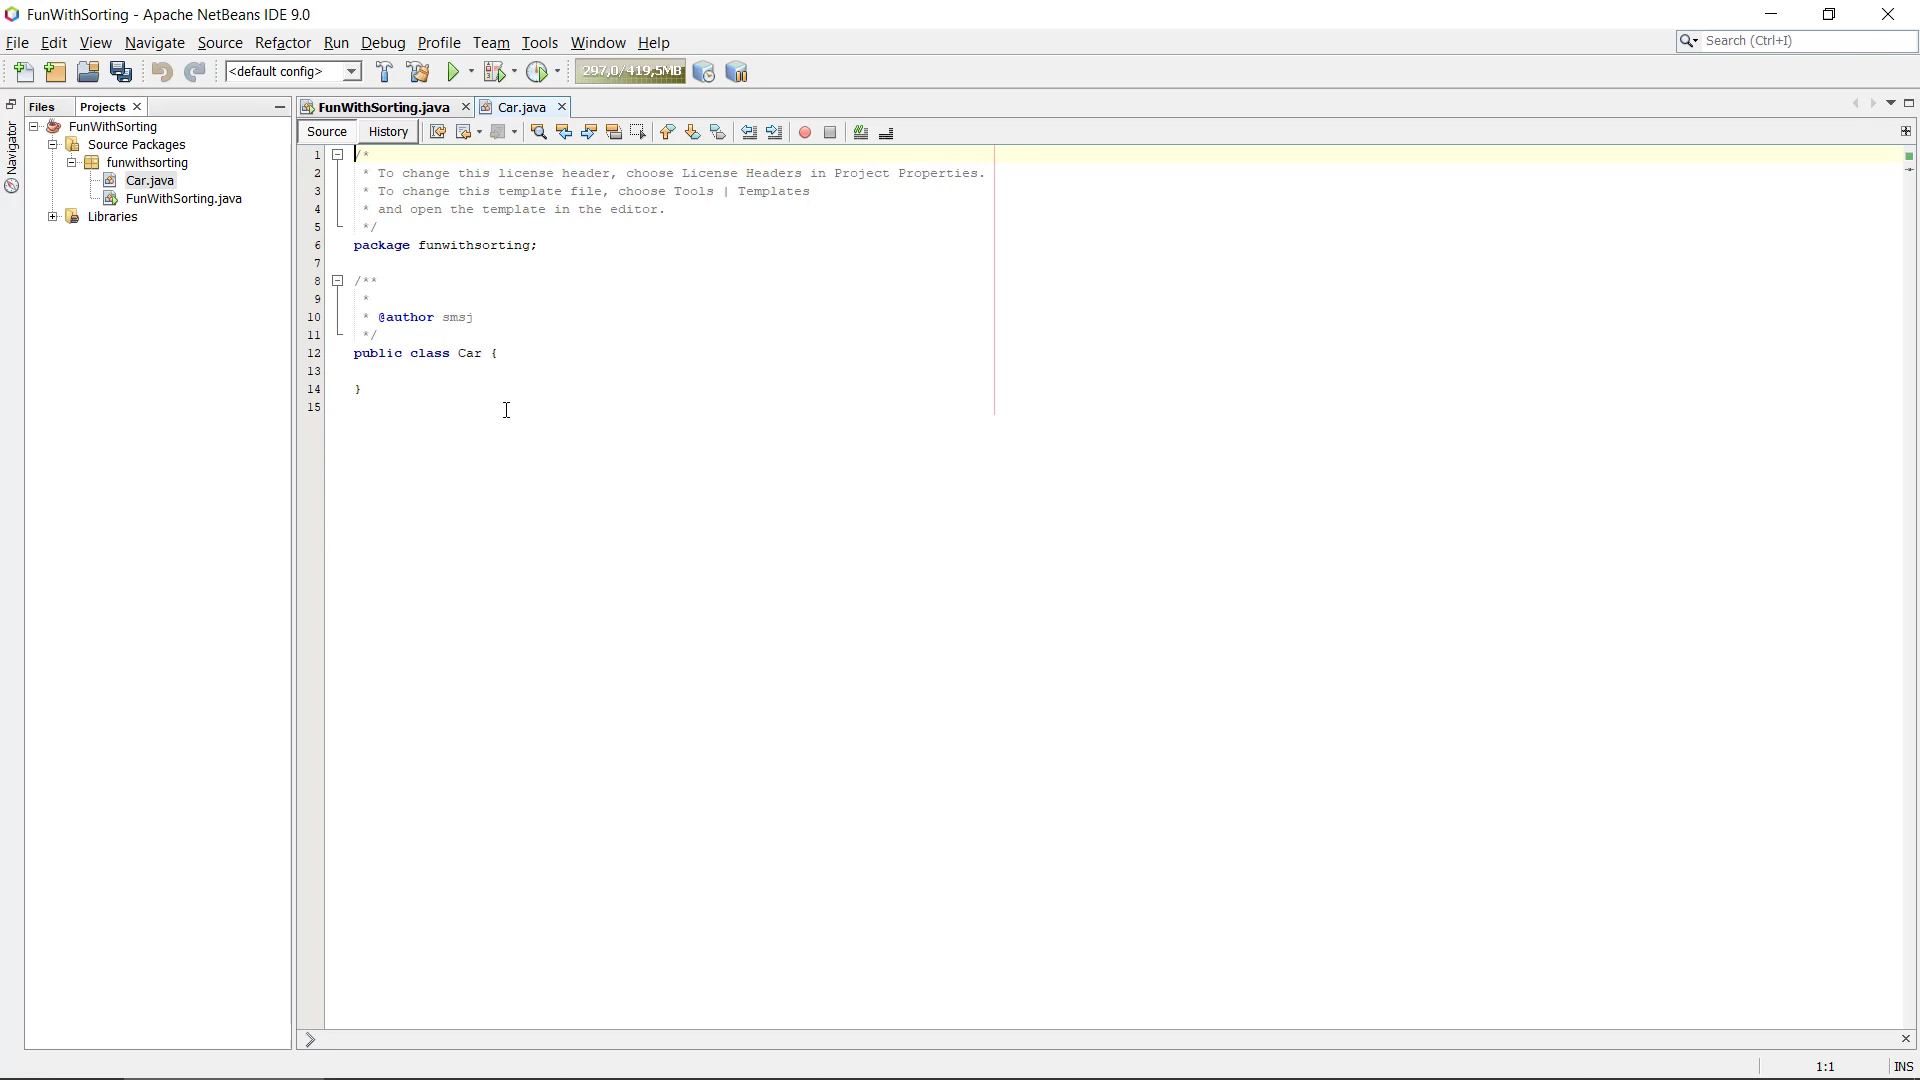 FunWithSorting - Apache NetBeans IDE 9.0
File Edit View Navigate Source Refactor Run Debug Profile Team Tools Window Help
Search (Ctrl+I)
<default config>
297,0/419,5MB
Files Projects
FunWithSorting.java Car.java
Navigator
FunWithSorting
Source Packages
funwithsorting
Car.java
FunWithSorting.java
Libraries
Source History
1 /*
2 * To change this license header, choose License Headers in Project Properties.
3 * To change this template file, choose Tools | Templates
4 * and open the template in the editor.
5 */
6 package funwithsorting;
7
8 /**
9 *
10 * @author smsj
11 */
12 public class Car {
13
14 }
15
1:1 INS